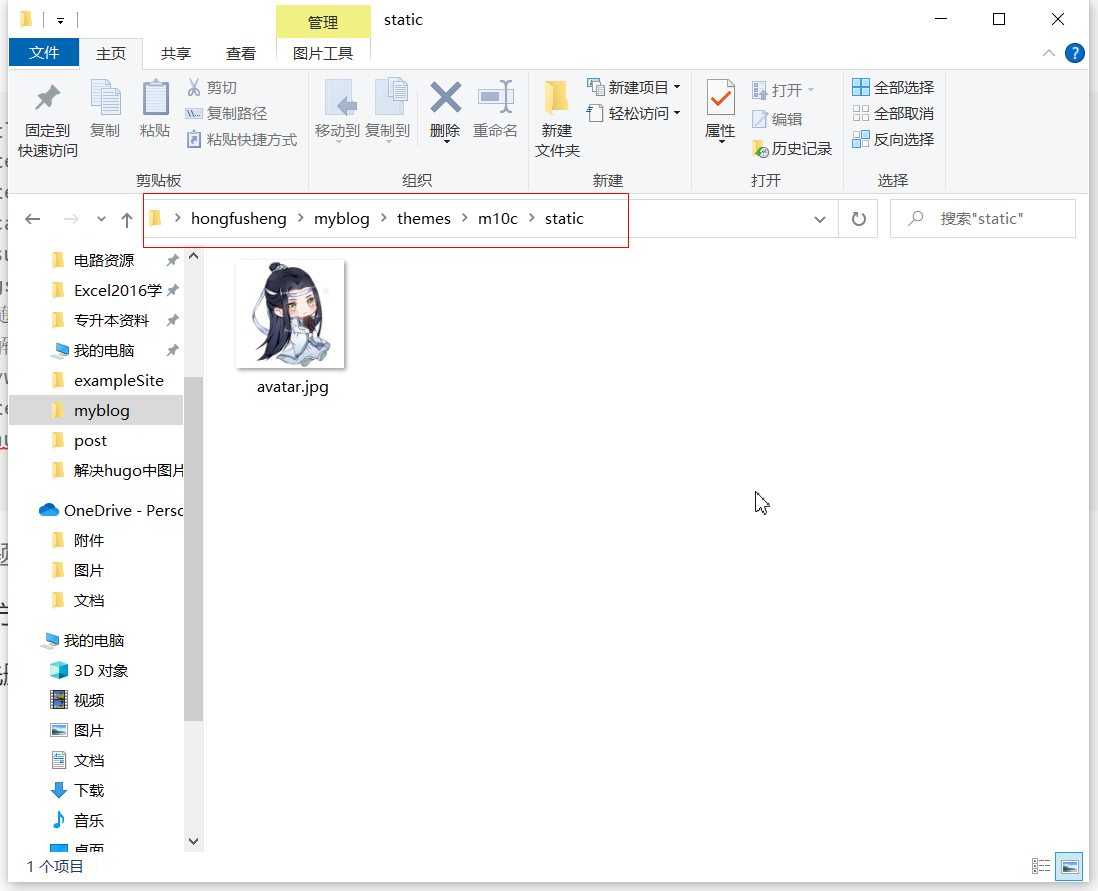 管理
static
文件
主页
共享
查看
图片工具
固定到
快速访问
复制
粘贴
剪切
复制路径
粘贴快捷方式
剪贴板
移动到
复制到
删除
重命名
组织
新建
文件夹
新建项目
轻松访问
新建
属性
打开
编辑
历史记录
打开
全部选择
全部取消
反向选择
选择
hongfusheng
myblog
themes
m10c
static
搜索"static"
电路资源
Excel2016学
专升本资料
我的电脑
exampleSite
myblog
post
解决hugo中图片
OneDrive - Perso
附件
图片
文档
我的电脑
3D 对象
视频
图片
文档
下载
音乐
桌面
avatar.jpg
1 个项目